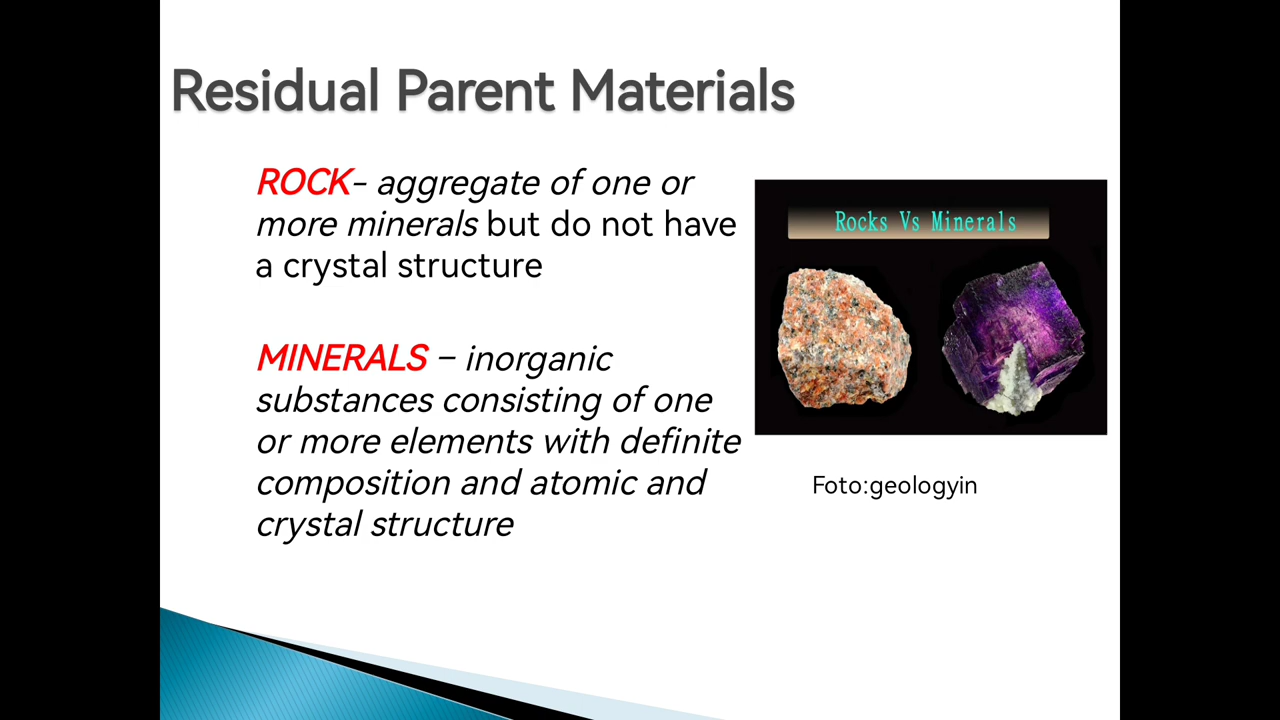 Residual Parent Materials
ROCK- aggregate of one or
more minerals but do not have
a crystal structure
MINERALS – inorganic
substances consisting of one
or more elements with definite
composition and atomic and
crystal structure
Rocks Vs Minerals
Foto:geologyin